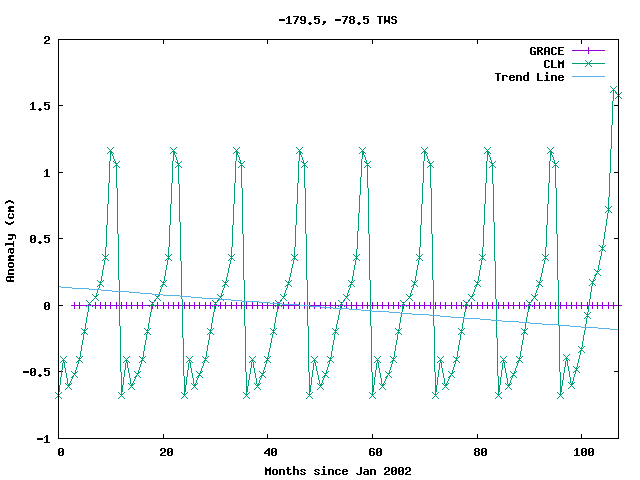 -179.5, -78.5 TWS
GRACE
CLM
Trend Line
2
1.5
1
0.5
0
-0.5
-1
Anomaly (cm)
0 20 40 60 80 100
Months since Jan 2002